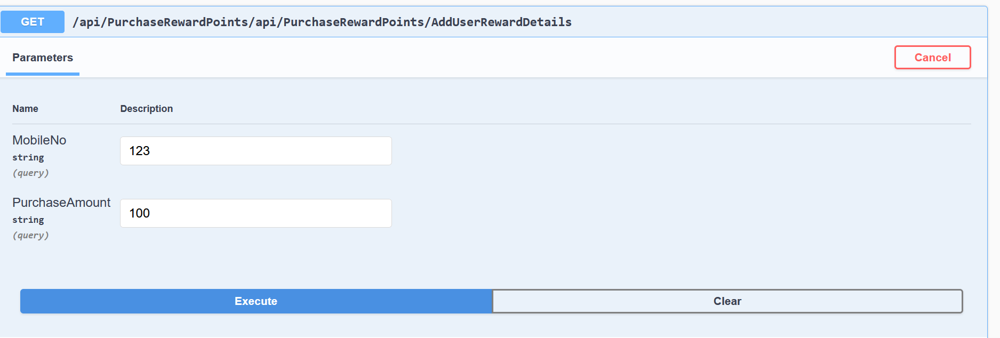 GET /api/PurchaseRewardPoints/api/PurchaseRewardPoints/AddUserRewardDetails
Parameters Cancel
Name Description
MobileNo
string
(query)
123
PurchaseAmount
string
(query)
100
Execute Clear